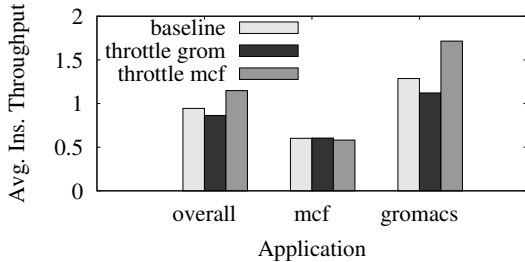 Avg. Ins. Throughput
2
1.5
1
0.5
0
baseline
throttle grom
throttle mcf
overall
mcf
gromacs
Application